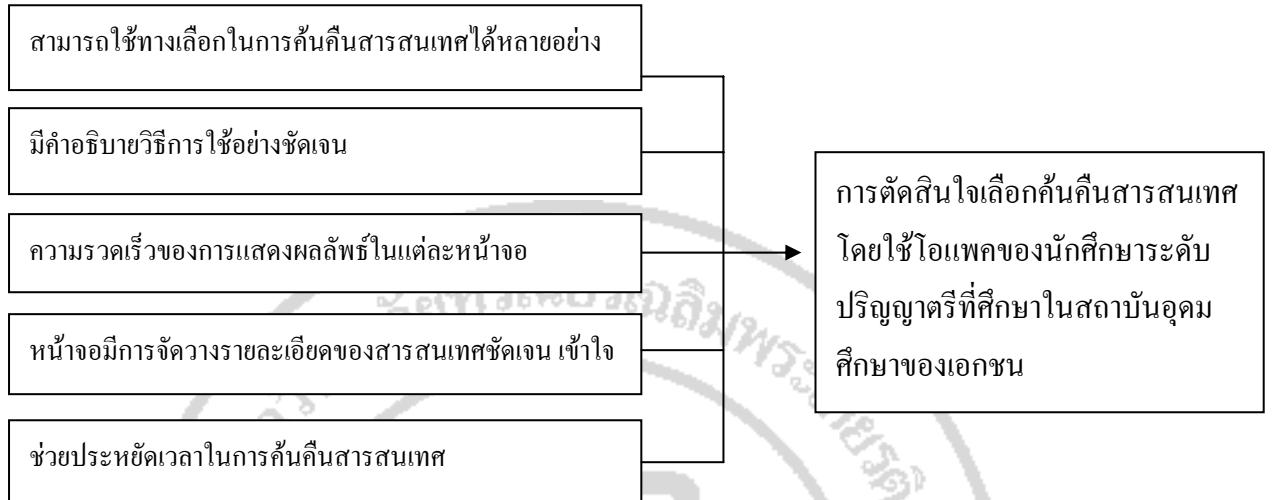 สามารถใช้ทางเลือกในการค้นคืนสารสนเทศได้หลายอย่าง
มีคำอธิบายวิธีการใช้อย่างชัดเจน
ความรวดเร็วของการแสดงผลลัพธ์ในแต่ละหน้าจอ
หน้าจอมีการจัดวางรายละเอียดของสารสนเทศชัดเจน เข้าใจ
ช่วยประหยัดเวลาในการค้นคืนสารสนเทศ
การตัดสินใจเลือกค้นคืนสารสนเทศ
โดยใช้โอแพคของนักศึกษาระดับ
ปริญญาตรีที่ศึกษาในสถาบันอุดม
ศึกษาของเอกชน